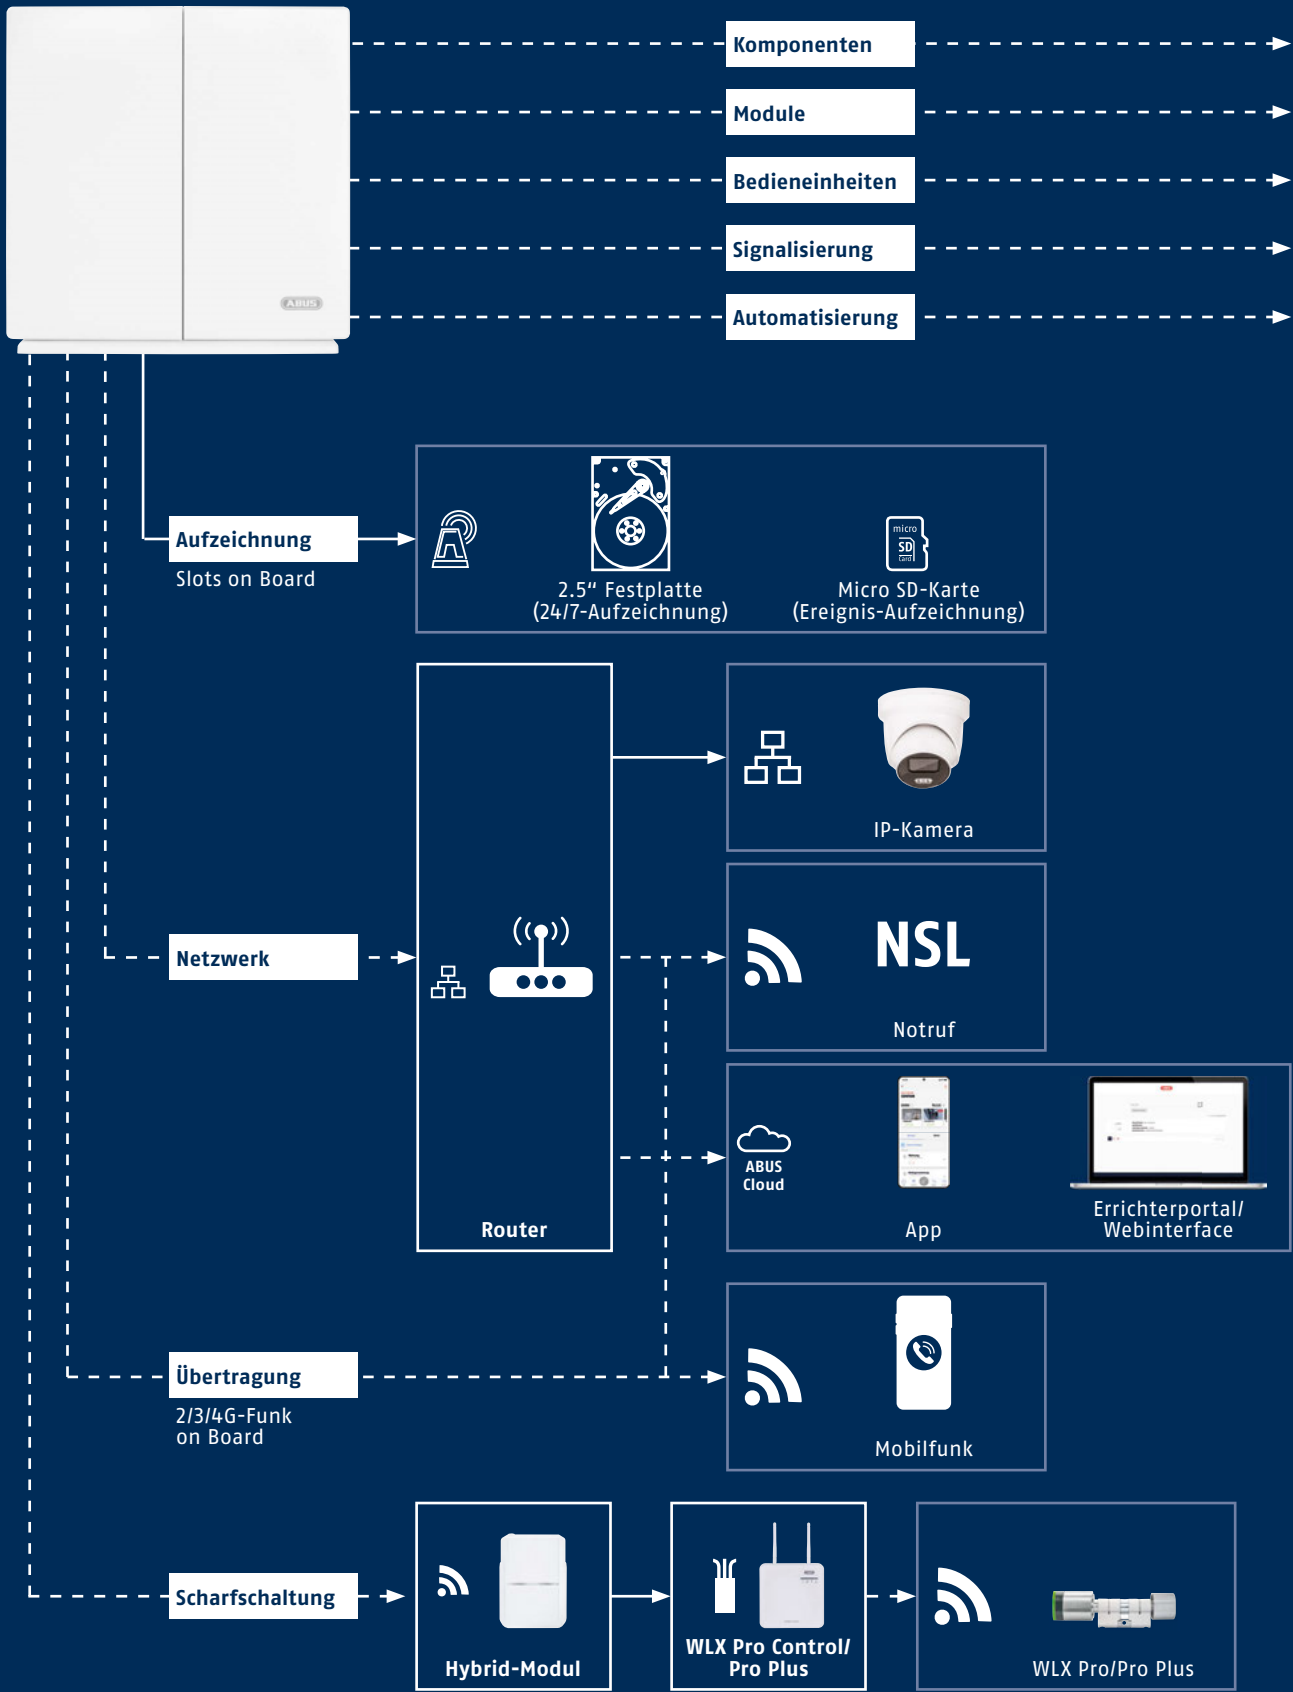 Komponenten
Module
Bedieneinheiten
Signalisierung
ABUS
Automatisierung
Aufzeichnung
Slots on Board
micro
SD
card
2.5“ Festplatte
(24/7-Aufzeichnung)
Micro SD-Karte
(Ereignis-Aufzeichnung)
IP-Kamera
Netzwerk
NSL
Notruf
ABUS
Cloud
Router
App
Errichterportal/
Webinterface
Übertragung
2/3/4G-Funk
on Board
Mobilfunk
Scharfschaltung
Hybrid-Modul
WLX Pro Control/
Pro Plus
WLX Pro/Pro Plus